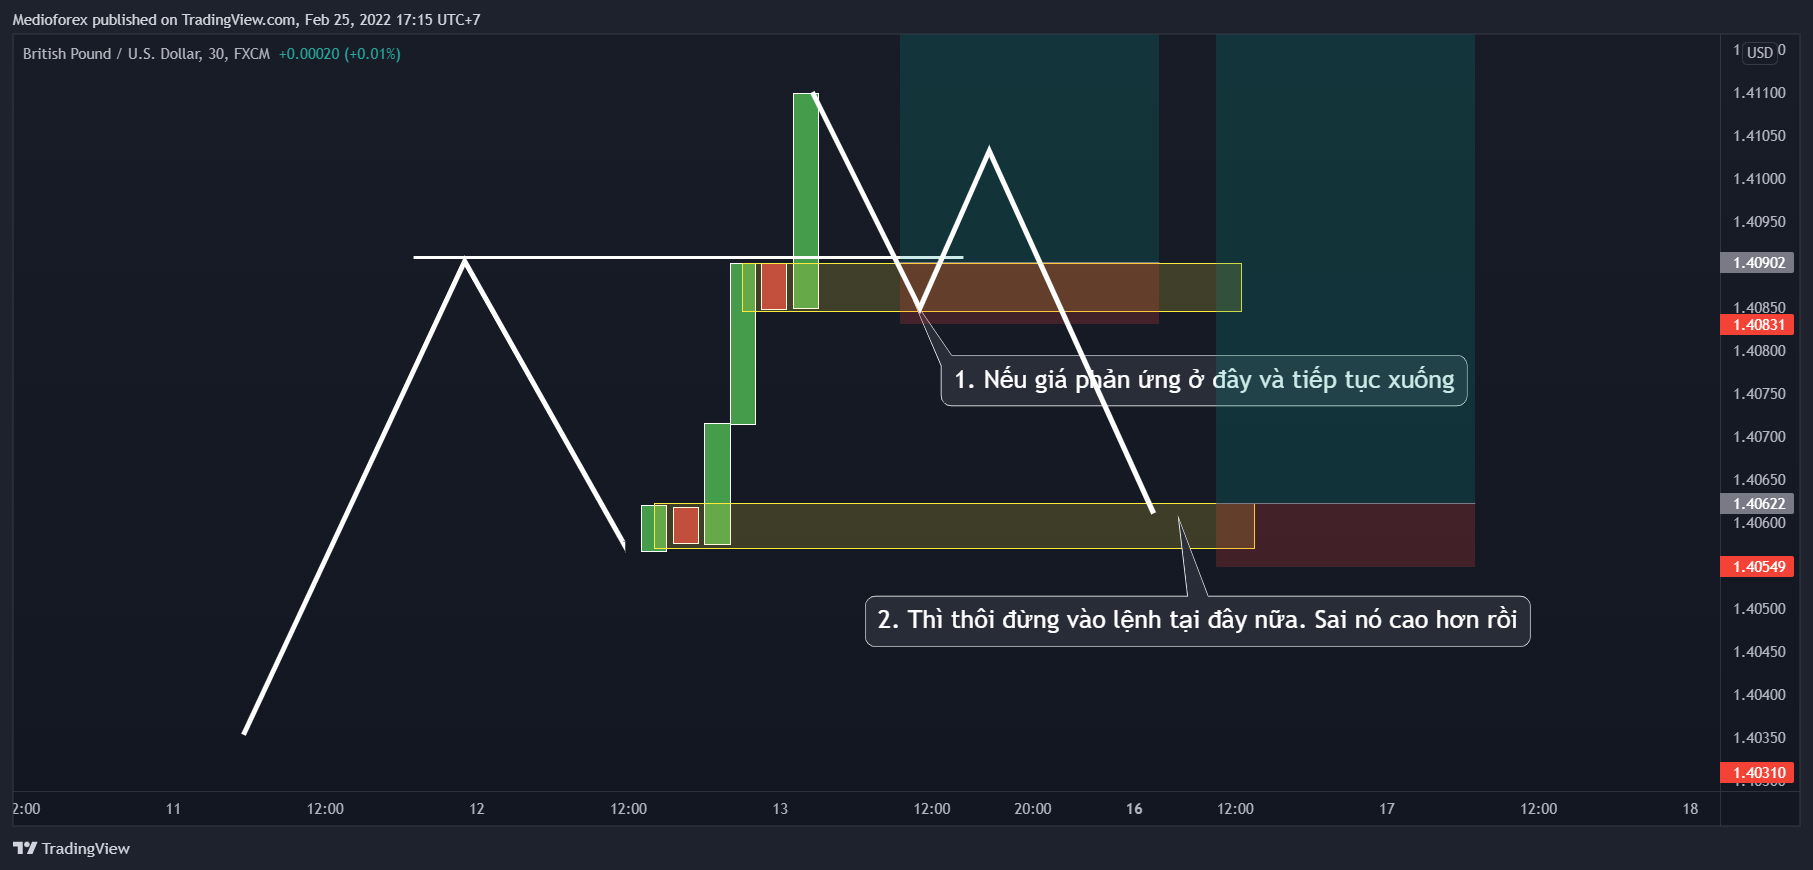 Medioforex published on TradingView.com, Feb 25, 2022 17:15 UTC+7
British Pound / U.S. Dollar, 30, FXCM +0.00020 (+0.01%)
USD
1.41100
1.41050
1.41000
1.40950
1.40902
1.40850
1.40831
1.40800
1.40750
1.40700
1.40650
1.40622
1.40600
1.40549
1.40500
1.40450
1.40400
1.40350
1.40310
1. Nếu giá phản ứng ở đây và tiếp tục xuống
2. Thì thôi đừng vào lệnh tại đây nữa. Sai nó cao hơn rồi
2:00 11 12:00 12 12:00 13 12:00 20:00 16 12:00 17 12:00 18
TradingView